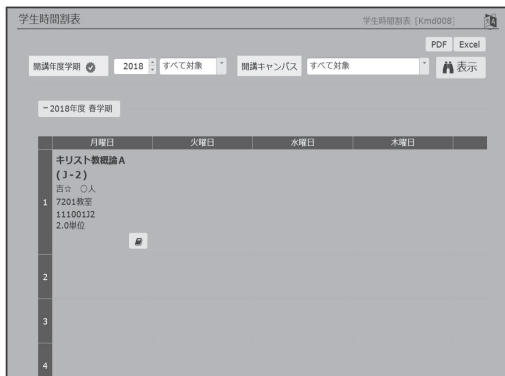 学生時間割表
学生時間割表 [Kmd008]
PDF Excel
開講年度学期 2018 すべて対象 開講キャンパス すべて対象 表示
-2018年度 春学期
月曜日 火曜日 水曜日 木曜日
キリスト教概論A
(J-2)
吉☆ ○人
1 7201教室
111001J2
2.0単位
2
3
4